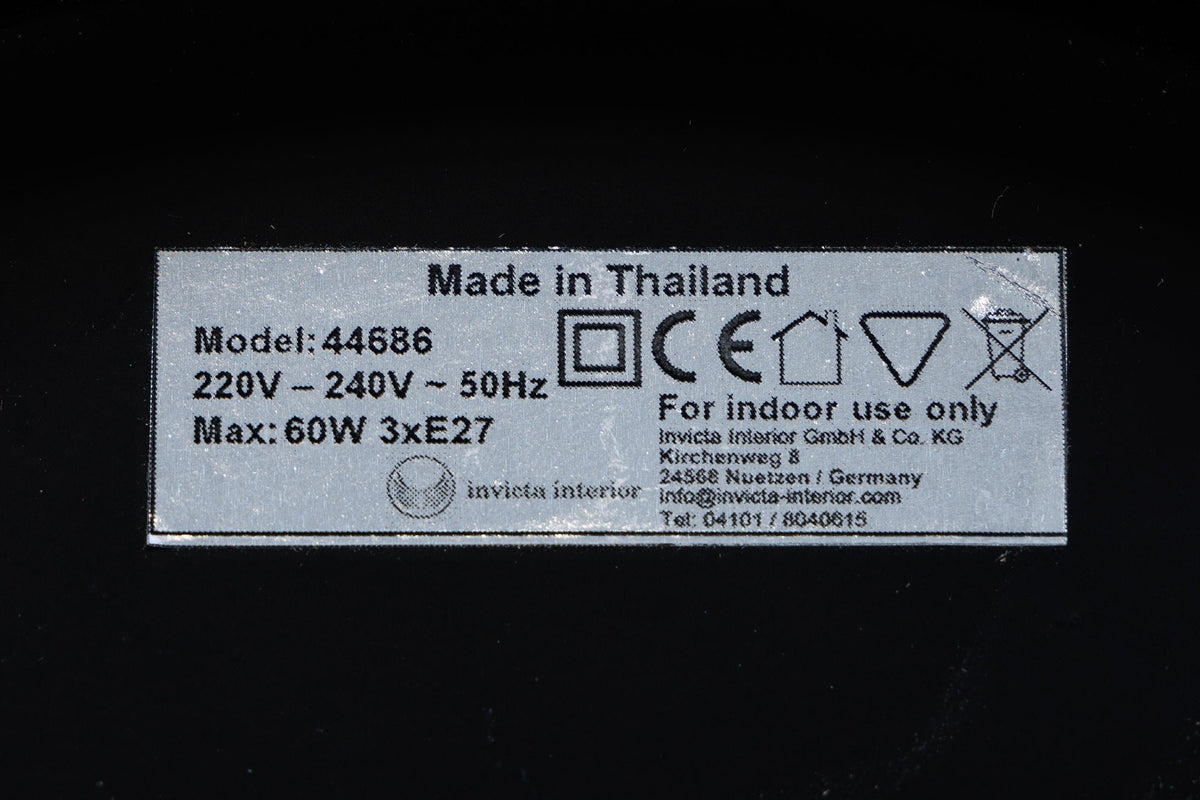 Made in Thailand
Model: 44686
220V – 240V ~ 50Hz
Max: 60W 3xE27
invicta interior
CE
For indoor use only
Invicta Interior GmbH & Co. KG
Kirchenweg 8
24568 Nuetzen / Germany
info@invicta-interior.com
Tel: 04101 / 8040615